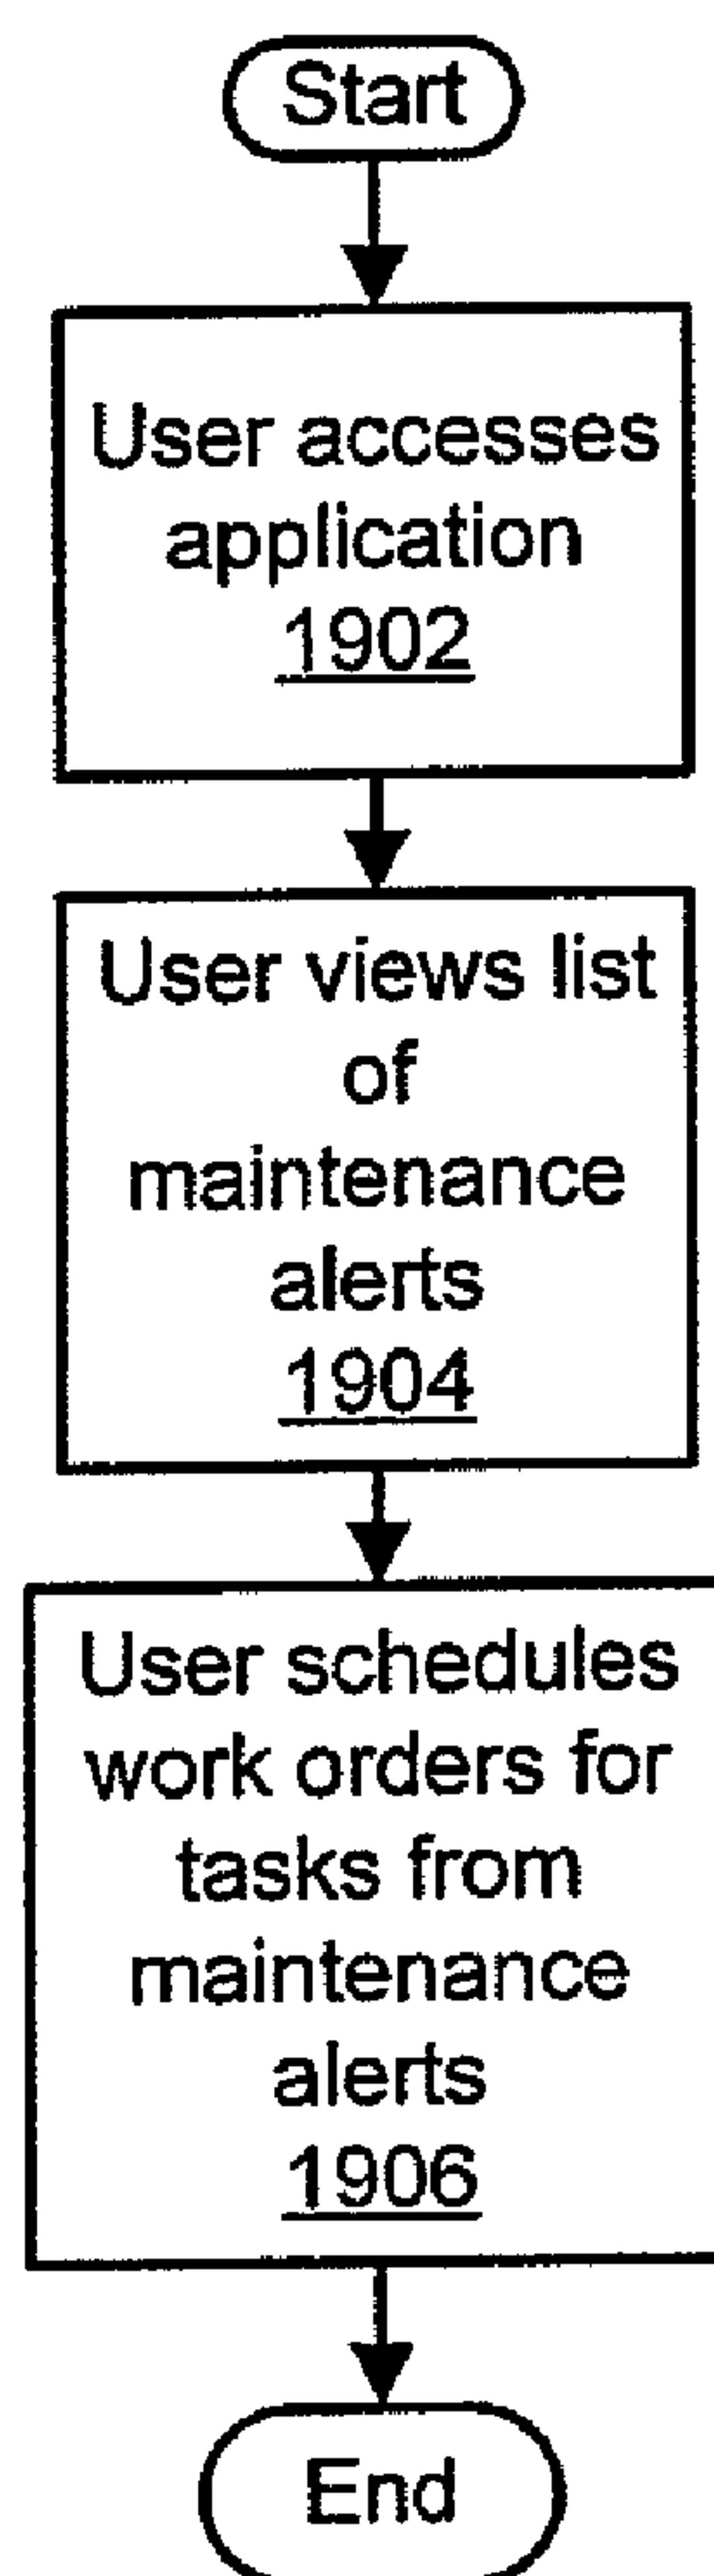 Start
User accesses
application
1902
User views list
of
maintenance
alerts
1904
User schedules
work orders for
tasks from
maintenance
alerts
1906
End